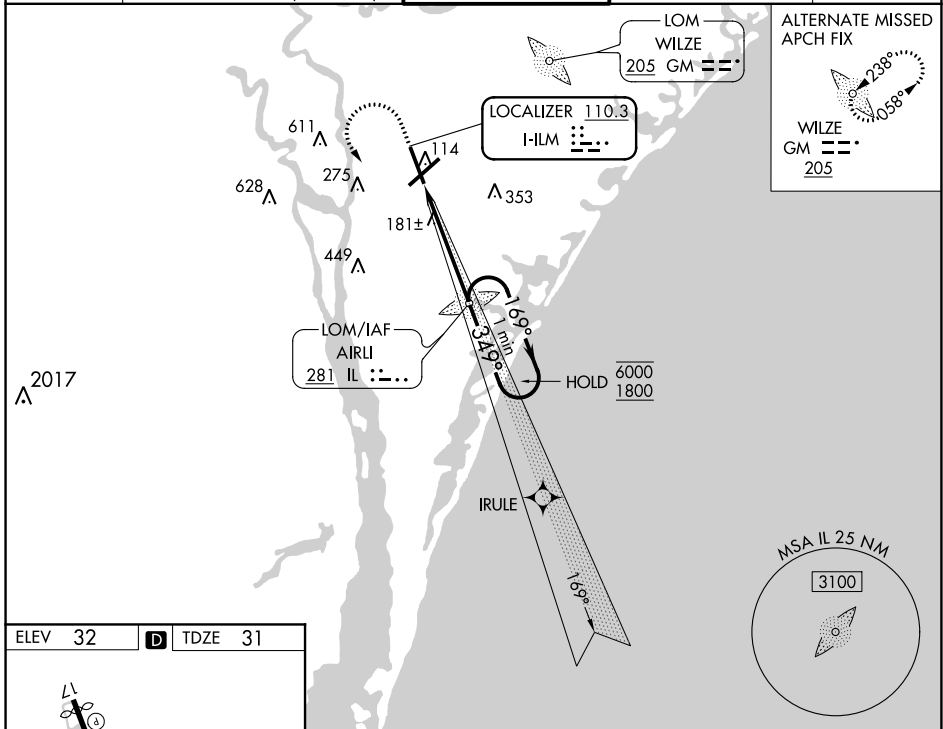 LOM
WILZE
205 GM
ALTERNATE MISSED
APCH FIX
238°
058°
WILZE
GM
205
LOCALIZER 110.3
I-ILM
611
114
275
628
353
181±
449
LOM/IAF
AIRLI
281 IL
169°
1 min
349°
HOLD 6000
1800
2017
IRULE
169°
MSA IL 25 NM
3100
ELEV 32 D TDZE 31
17
P